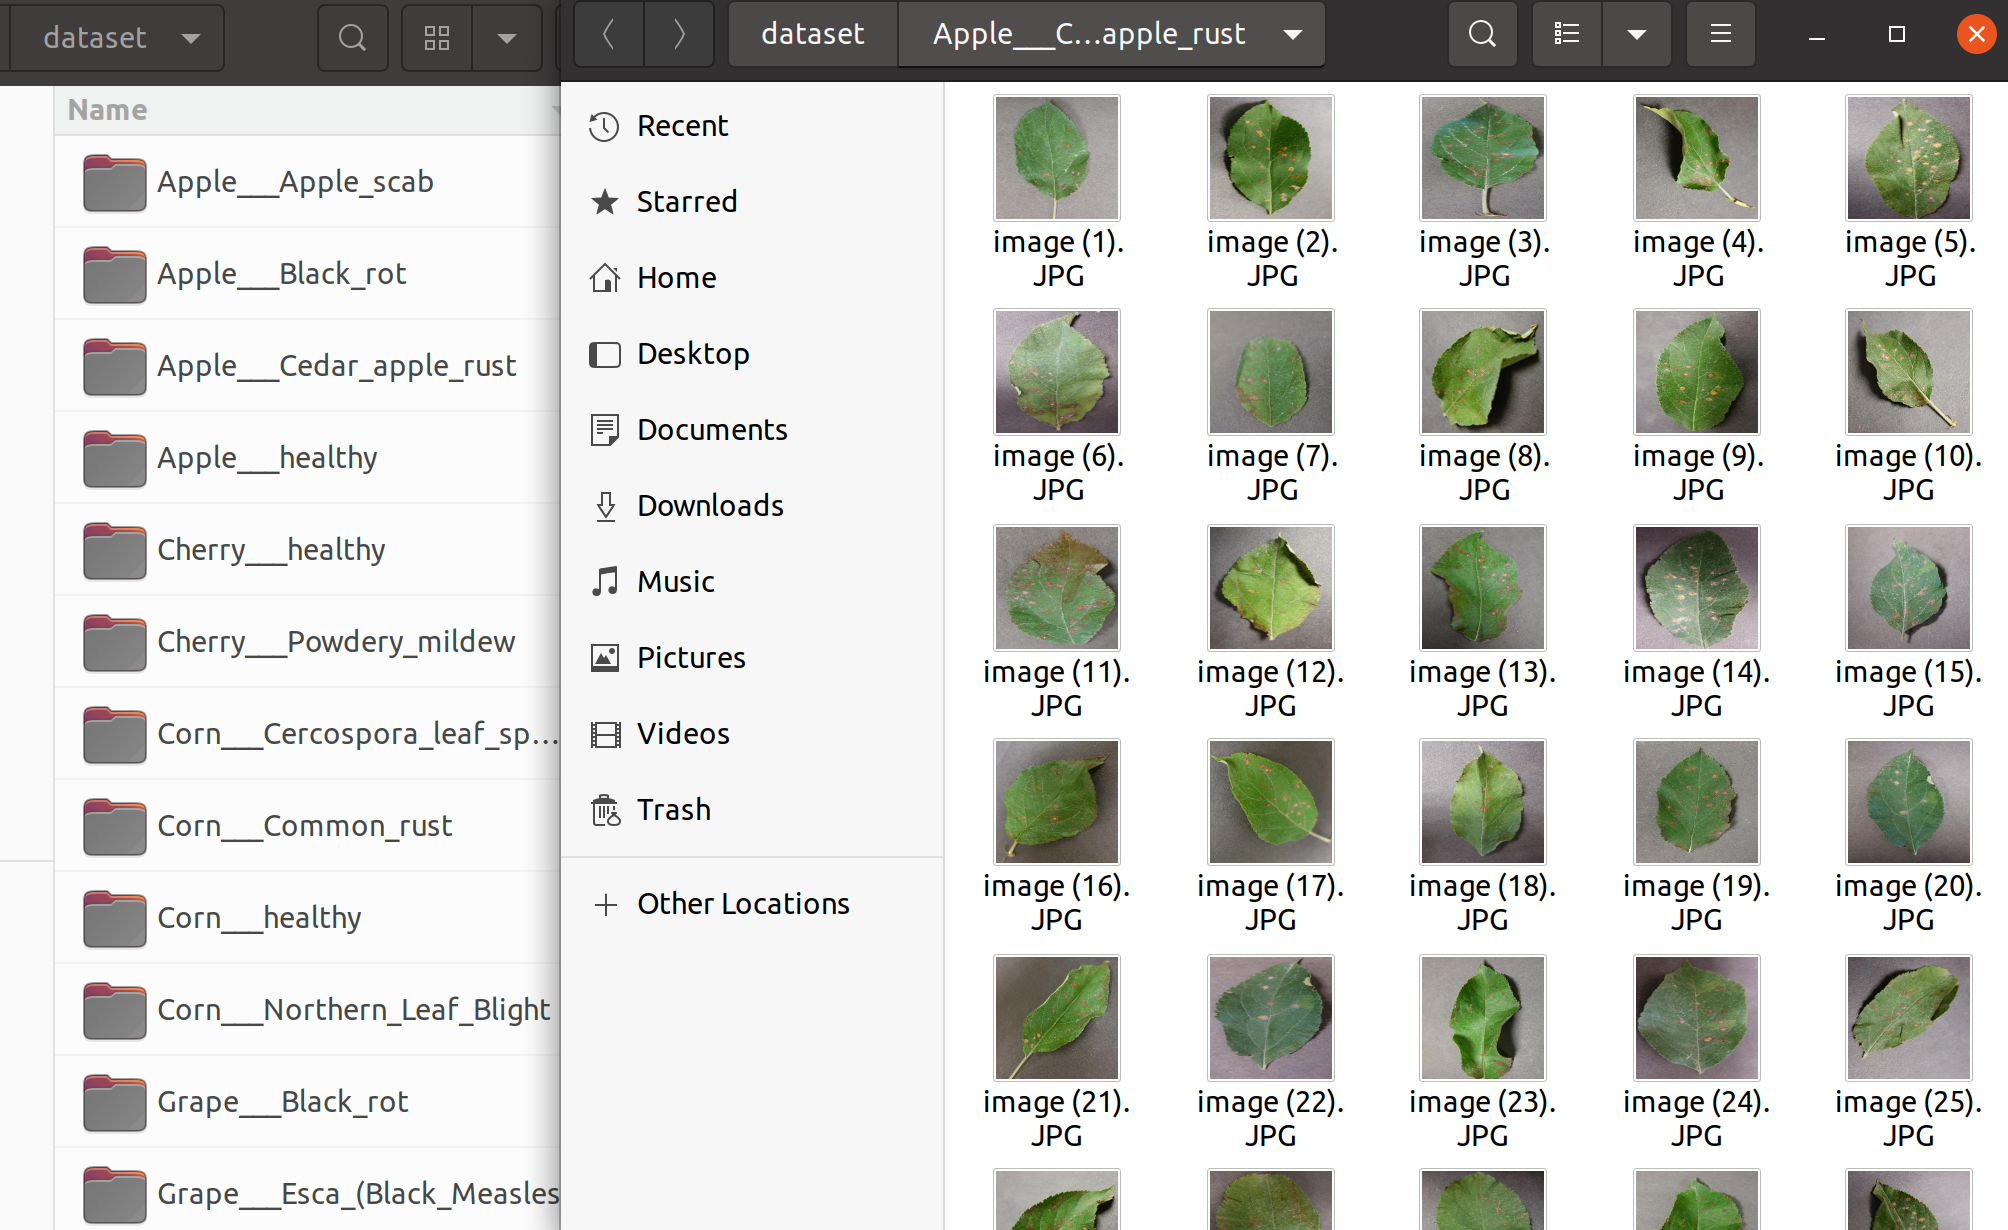 dataset
Name
Apple___Apple_scab
Apple___Black_rot
Apple___Cedar_apple_rust
Apple___healthy
Cherry___healthy
Cherry___Powdery_mildew
Corn___Cercospora_leaf_sp...
Corn___Common_rust
Corn___healthy
Corn___Northern_Leaf_Blight
Grape___Black_rot
Grape___Esca_(Black_Measles
dataset
Apple___C...apple_rust
Recent
Starred
Home
Desktop
Documents
Downloads
Music
Pictures
Videos
Trash
Other Locations
image (1).
JPG
image (2).
JPG
image (3).
JPG
image (4).
JPG
image (5).
JPG
image (6).
JPG
image (7).
JPG
image (8).
JPG
image (9).
JPG
image (10).
JPG
image (11).
JPG
image (12).
JPG
image (13).
JPG
image (14).
JPG
image (15).
JPG
image (16).
JPG
image (17).
JPG
image (18).
JPG
image (19).
JPG
image (20).
JPG
image (21).
JPG
image (22).
JPG
image (23).
JPG
image (24).
JPG
image (25).
JPG